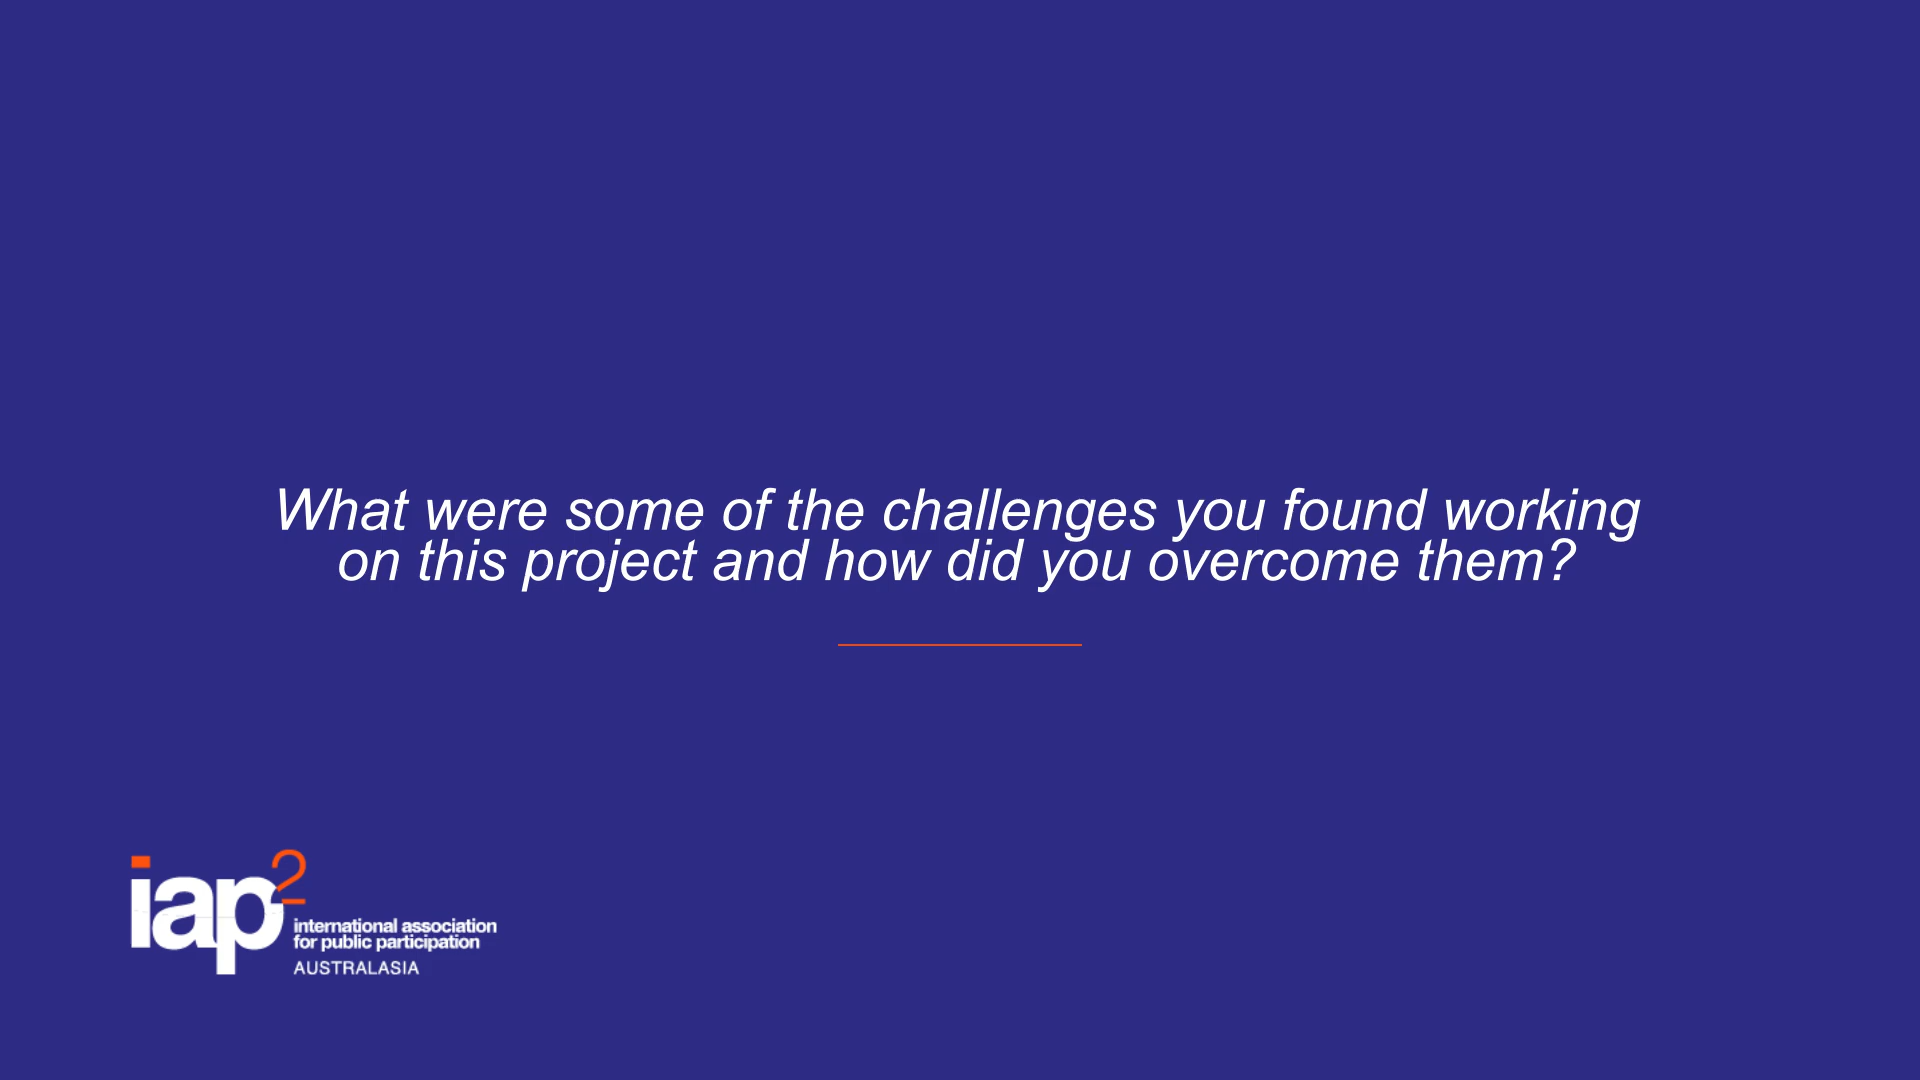 What were some of the challenges you found working
on this project and how did you overcome them?
iap2
international association
for public participation
AUSTRALASIA